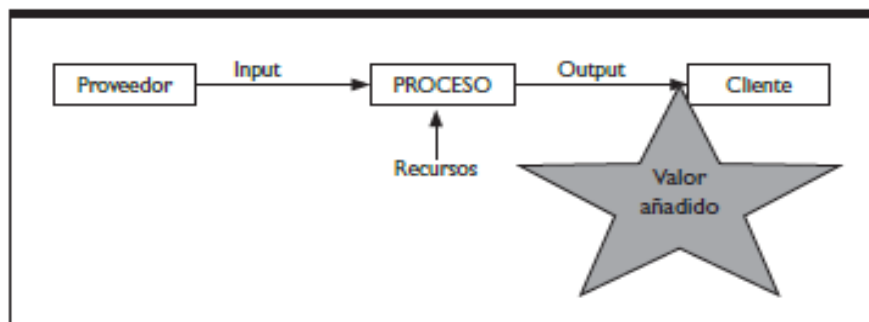 Proveedor
Input
PROCESO
Output
Cliente
Recursos
Valor
añadido